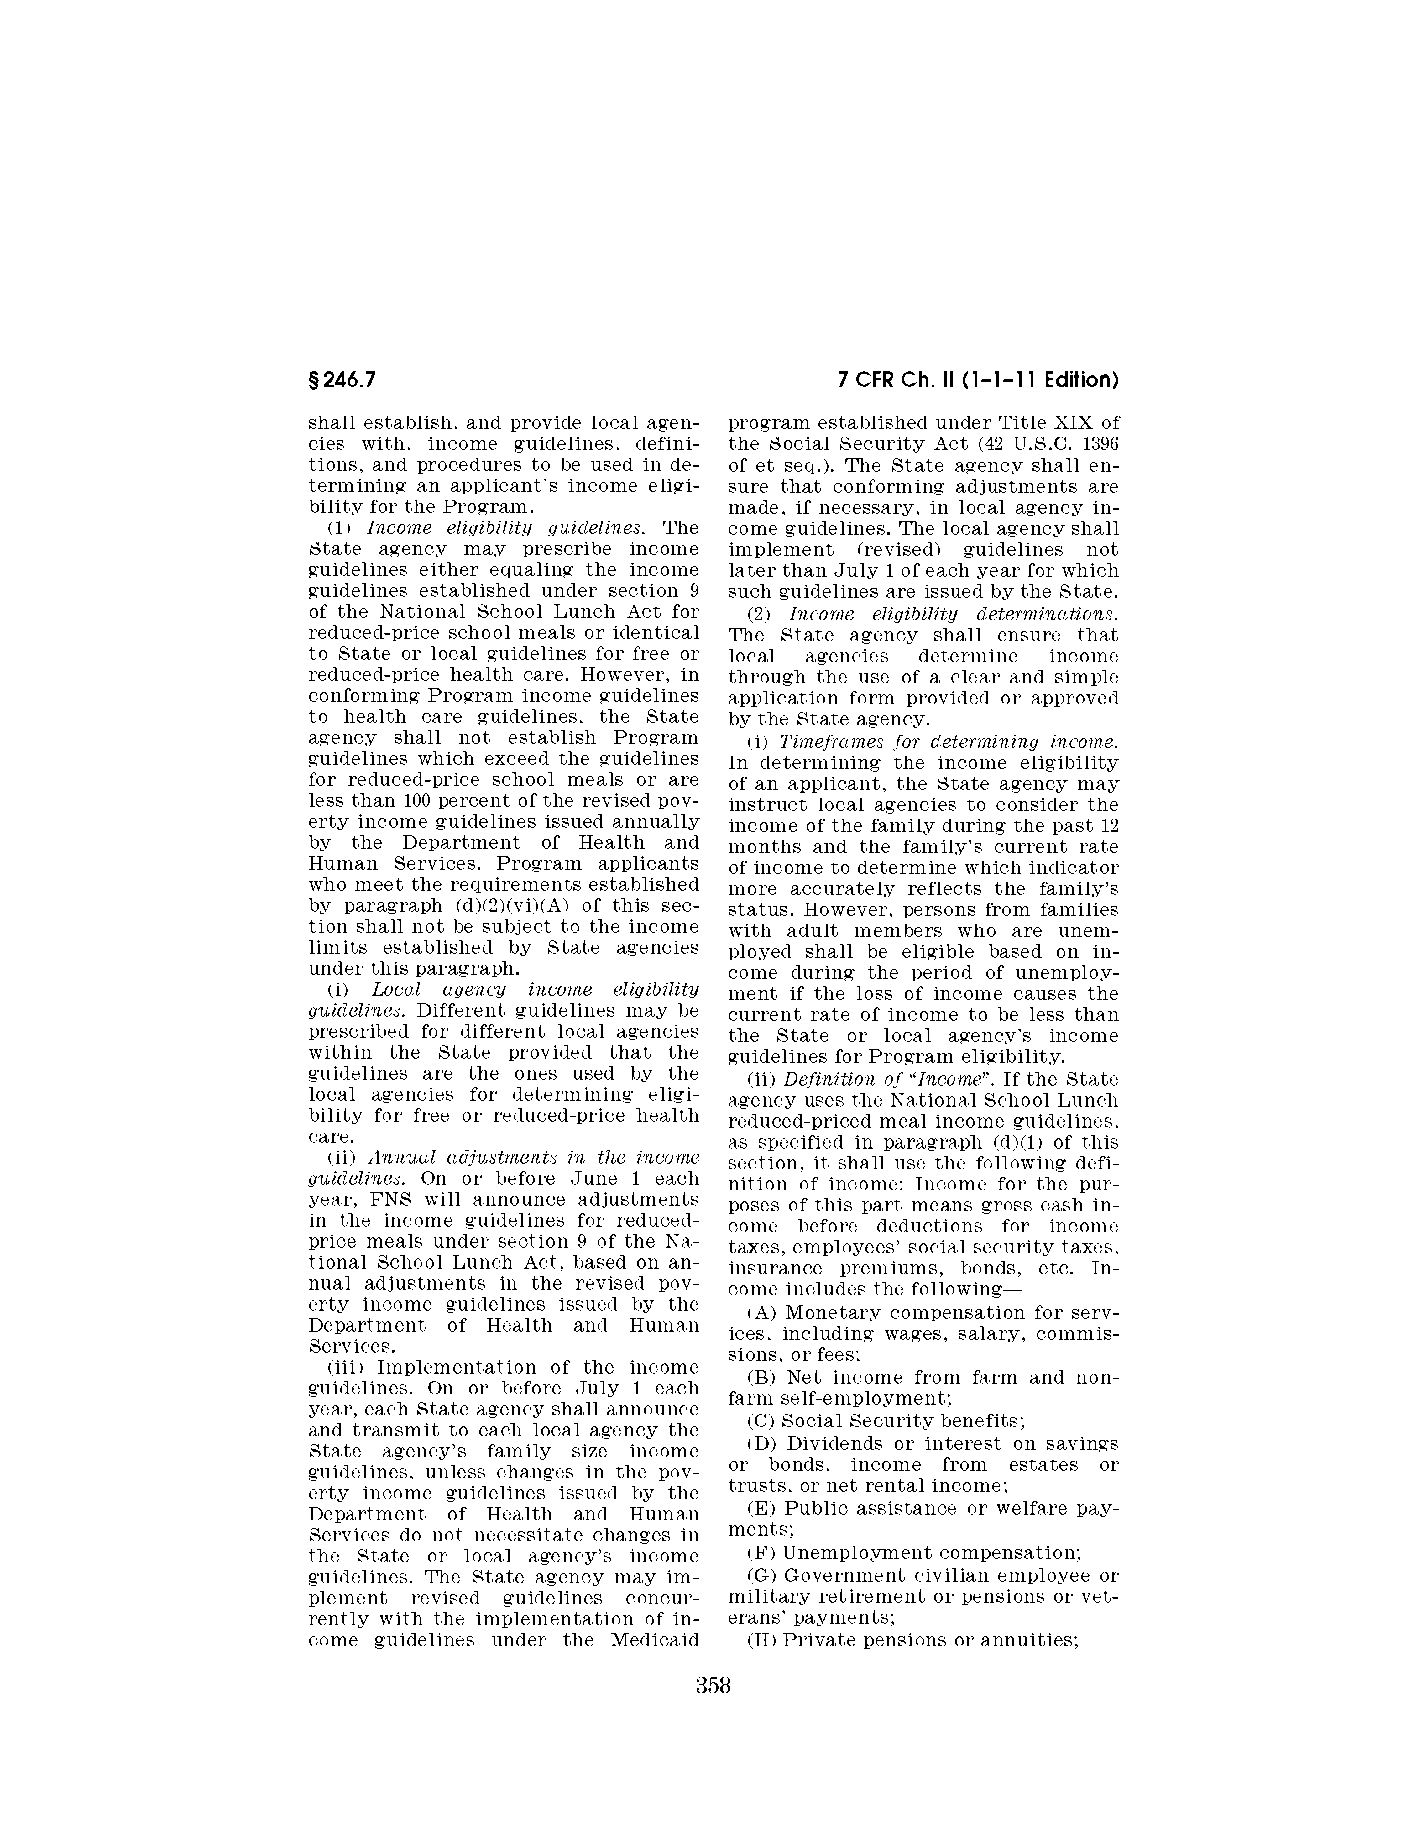 § 246.7
7 CFR Ch. II (1–1–11 Edition)
shall establish, and provide local agen-
cies with, income guidelines, defini-
tions, and procedures to be used in de-
termining an applicant's income eligi-
bility for the Program.
(1) Income eligibility guidelines. The
State agency may prescribe income
guidelines either equaling the income
guidelines established under section 9
of the National School Lunch Act for
reduced-price school meals or identical
to State or local guidelines for free or
reduced-price health care. However, in
conforming Program income guidelines
to health care guidelines, the State
agency shall not establish Program
guidelines which exceed the guidelines
for reduced-price school meals or are
less than 100 percent of the revised pov-
erty income guidelines issued annually
by the Department of Health and
Human Services. Program applicants
who meet the requirements established
by paragraph (d)(2)(vi)(A) of this sec-
tion shall not be subject to the income
limits established by State agencies
under this paragraph.
(i) Local agency income eligibility
guidelines. Different guidelines may be
prescribed for different local agencies
within the State provided that the
guidelines are the ones used by the
local agencies for determining eligi-
bility for free or reduced-price health
care.
(ii) Annual adjustments in the income
guidelines. On or before June 1 each
year, FNS will announce adjustments
in the income guidelines for reduced-
price meals under section 9 of the Na-
tional School Lunch Act, based on an-
nual adjustments in the revised pov-
erty income guidelines issued by the
Department of Health and Human
Services.
(iii) Implementation of the income
guidelines. On or before July 1 each
year, each State agency shall announce
and transmit to each local agency the
State agency's family size income
guidelines, unless changes in the pov-
erty income guidelines issued by the
Department of Health and Human
Services do not necessitate changes in
the State or local agency's income
guidelines. The State agency may im-
plement revised guidelines concur-
rently with the implementation of in-
come guidelines under the Medicaid
program established under Title XIX of
the Social Security Act (42 U.S.C. 1396
of et seq.). The State agency shall en-
sure that conforming adjustments are
made, if necessary, in local agency in-
come guidelines. The local agency shall
implement (revised) guidelines not
later than July 1 of each year for which
such guidelines are issued by the State.
(2) Income eligibility determinations.
The State agency shall ensure that
local agencies determine income
through the use of a clear and simple
application form provided or approved
by the State agency.
(i) Timeframes for determining income.
In determining the income eligibility
of an applicant, the State agency may
instruct local agencies to consider the
income of the family during the past 12
months and the family's current rate
of income to determine which indicator
more accurately reflects the family's
status. However, persons from families
with adult members who are unem-
ployed shall be eligible based on in-
come during the period of unemploy-
ment if the loss of income causes the
current rate of income to be less than
the State or local agency's income
guidelines for Program eligibility.
(ii) Definition of “Income”. If the State
agency uses the National School Lunch
reduced-priced meal income guidelines,
as specified in paragraph (d)(1) of this
section, it shall use the following defi-
nition of income: Income for the pur-
poses of this part means gross cash in-
come before deductions for income
taxes, employees' social security taxes,
insurance premiums, bonds, etc. In-
come includes the following—
(A) Monetary compensation for serv-
ices, including wages, salary, commis-
sions, or fees;
(B) Net income from farm and non-
farm self-employment;
(C) Social Security benefits;
(D) Dividends or interest on savings
or bonds, income from estates or
trusts, or net rental income;
(E) Public assistance or welfare pay-
ments;
(F) Unemployment compensation;
(G) Government civilian employee or
military retirement or pensions or vet-
erans' payments;
(H) Private pensions or annuities;
358